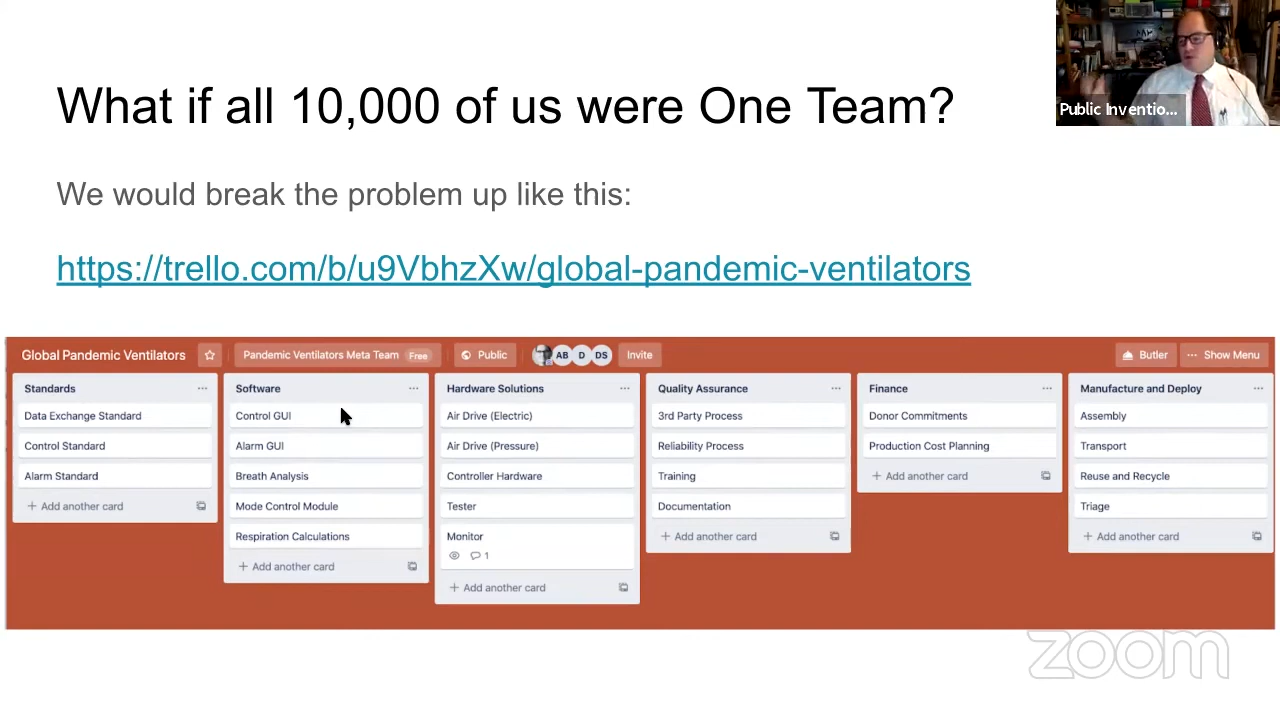 What if all 10,000 of us were One Team?
Public Inventio...
We would break the problem up like this:
https://trello.com/b/u9VbhzXw/global-pandemic-ventilators
Global Pandemic Ventilators
Pandemic Ventilators Meta Team Free
Public
AB D DS
Invite
Butler
... Show Menu
Standards
Data Exchange Standard
Control Standard
Alarm Standard
+ Add another card
Software
Control GUI
Alarm GUI
Breath Analysis
Mode Control Module
Respiration Calculations
+ Add another card
Hardware Solutions
Air Drive (Electric)
Air Drive (Pressure)
Controller Hardware
Tester
Monitor
1
+ Add another card
Quality Assurance
3rd Party Process
Reliability Process
Training
Documentation
+ Add another card
Finance
Donor Commitments
Production Cost Planning
+ Add another card
Manufacture and Deploy
Assembly
Transport
Reuse and Recycle
Triage
+ Add another card
zoom